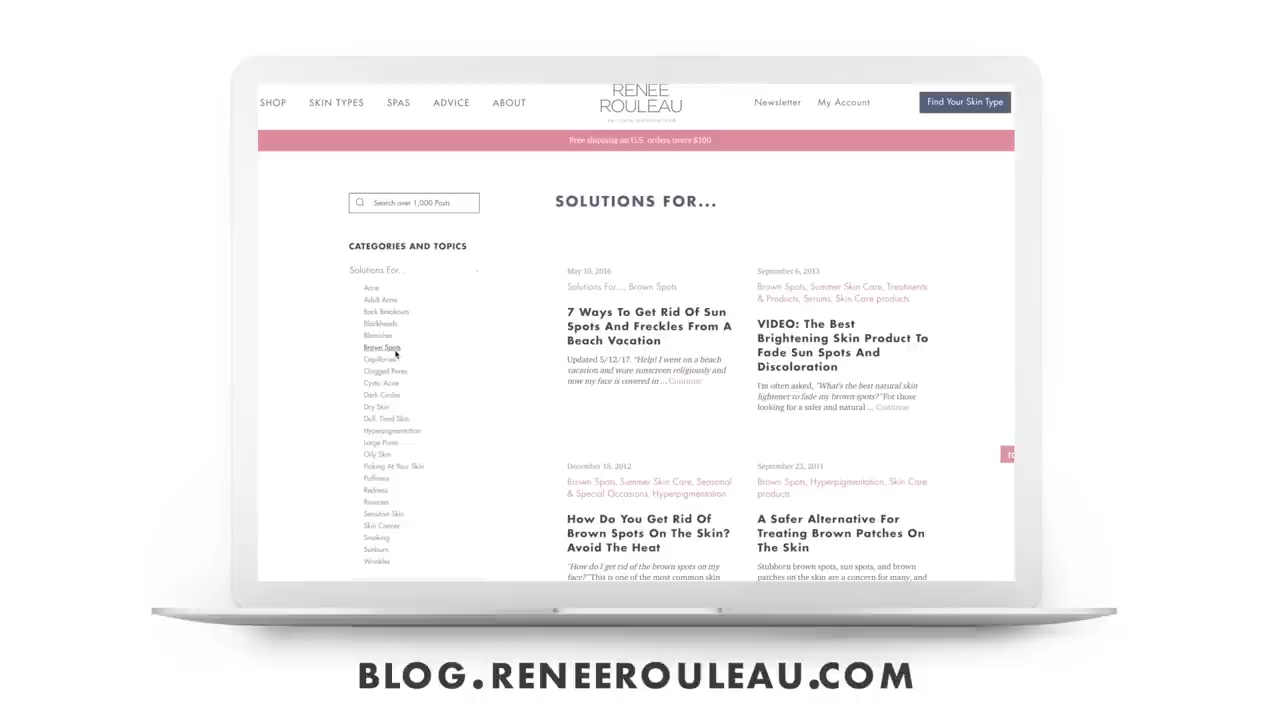 SHOP SKIN TYPES SPAS ADVICE ABOUT
RENEE
ROULEAU
Newsletter My Account
Find Your Skin Type
Free shipping on U.S. orders overs $100
Search over 1,000 Posts
CATEGORIES AND TOPICS
Solutions For...
Acne
Adult Acne
Back Breakouts
Blackheads
Blemishes
Brown Spots
Capillaries
Clogged Pores
Cystic Acne
Dark Circles
Dry Skin
Dull, Tired Skin
Hyperpigmentation
Large Pores
Oily Skin
Picking At Your Skin
Puffiness
Redness
Rosacea
Sensitive Skin
Skin Cancer
Smoking
Sunburn
Wrinkles
SOLUTIONS FOR...
May 10, 2016
Solutions For..., Brown Spots
7 Ways To Get Rid Of Sun
Spots And Freckles From A
Beach Vacation
Updated 5/12/17. "Help! I went on a beach
vacation and wore sunscreen religiously and
now my face is covered in ... Continue
September 6, 2013
Brown Spots, Summer Skin Care, Treatments
& Products, Serums, Skin Care products
VIDEO: The Best
Brightening Skin Product To
Fade Sun Spots And
Discoloration
I'm often asked, "What's the best natural skin
lightener to fade my brown spots?" For those
looking for a safer and natural ... Continue
December 18, 2012
Brown Spots, Summer Skin Care, Seasonal
& Special Occasions, Hyperpigmentation
How Do You Get Rid Of
Brown Spots On The Skin?
Avoid The Heat
"How do I get rid of the brown spots on my
face?" This is one of the most common skin
September 22, 2011
Brown Spots, Hyperpigmentation, Skin Care
products
A Safer Alternative For
Treating Brown Patches On
The Skin
Stubborn brown spots, sun spots, and brown
patches on the skin are a concern for many, and
BLOG.RENEEROULEAU.COM